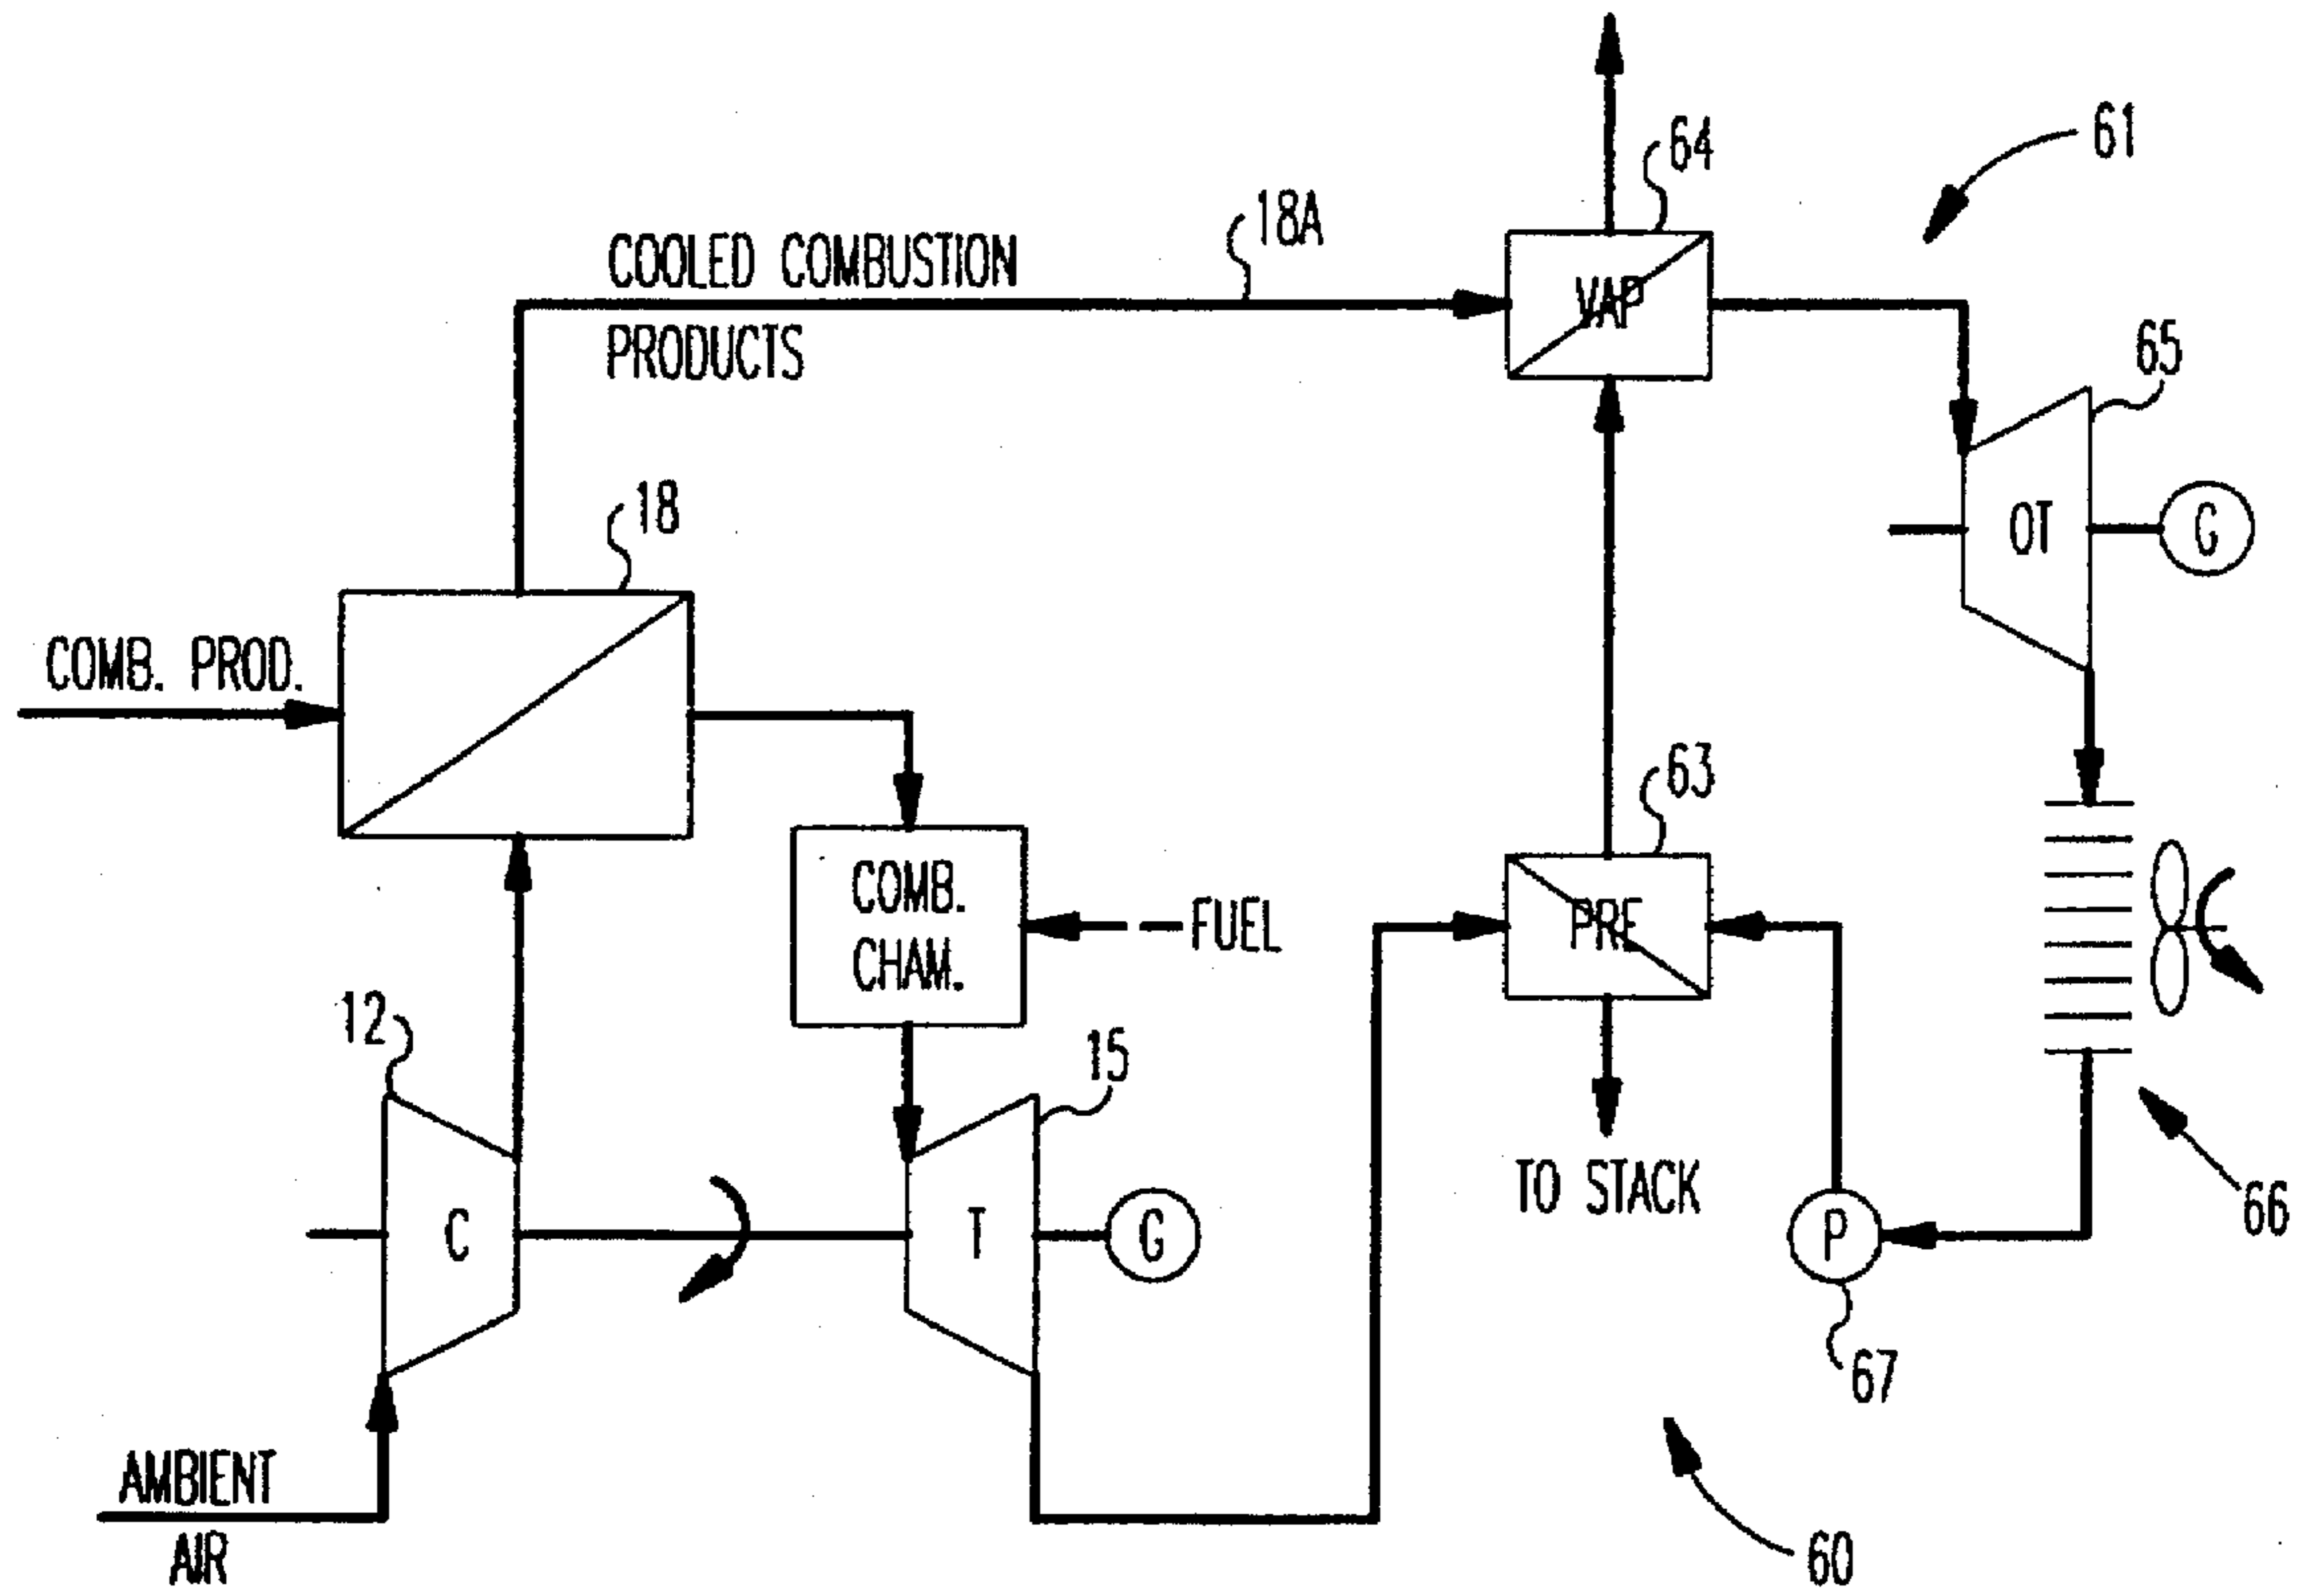 61
64
18A
COOLED COMBUSTION
PRODUCTS
VAP
65
18
OT
G
COMB. PROD.
63
COMB.
CHAM.
FUEL
PRE
12
15
TO STACK
C
T
G
P
66
67
AMBIENT
AIR
60